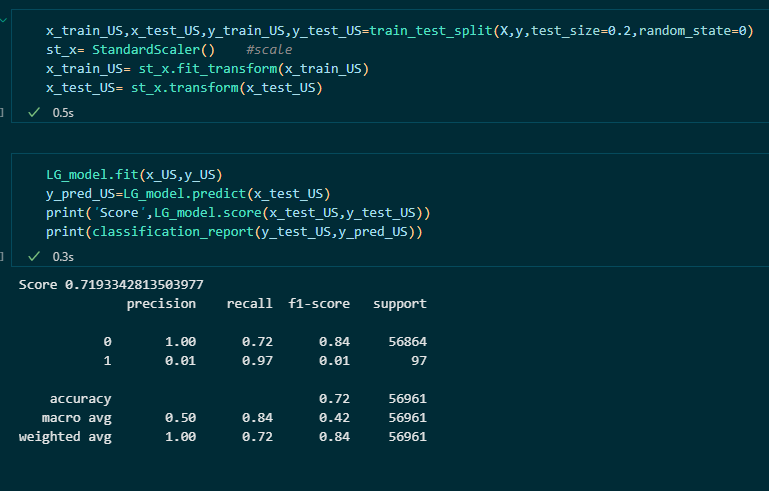 x_train_US,x_test_US,y_train_US,y_test_US=train_test_split(X,y,test_size=0.2,random_state=0)
st_x= StandardScaler()    #scale
x_train_US= st_x.fit_transform(x_train_US)
x_test_US= st_x.transform(x_test_US)
] ✓ 0.5s
LG_model.fit(x_US,y_US)
y_pred_US=LG_model.predict(x_test_US)
print('Score',LG_model.score(x_test_US,y_test_US))
print(classification_report(y_test_US,y_pred_US))
] ✓ 0.3s
Score 0.7193342813503977
              precision    recall  f1-score   support
           0       1.00      0.72      0.84     56864
           1       0.01      0.97      0.01        97
    accuracy                           0.72     56961
   macro avg       0.50      0.84      0.42     56961
weighted avg       1.00      0.72      0.84     56961